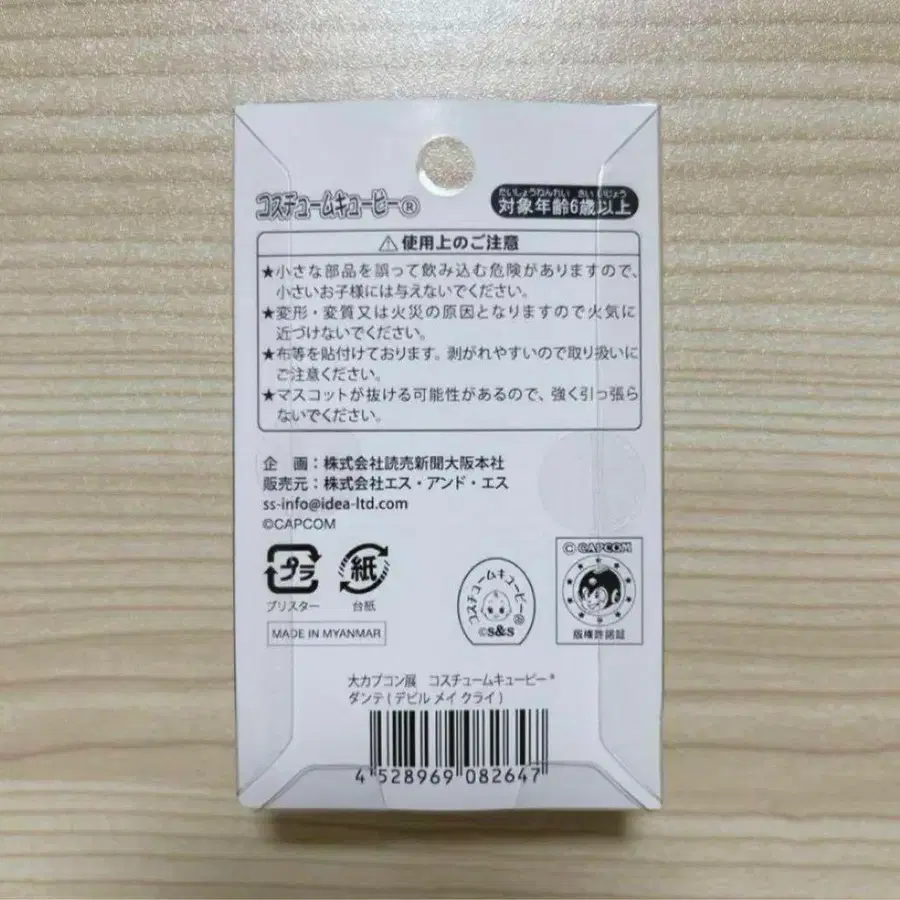 たいしょうねんれい さい いじょう
コスチュームキューピー®
対象年齢6歳以上
⚠使用上のご注意
★小さな部品を誤って飲み込む危険がありますので、
小さいお子様には与えないでください。
★変形・変質又は火災の原因となりますので火気に
近づけないでください。
★布等を貼付けております。剥がれやすいので取り扱いに
ご注意ください。
★マスコットが抜ける可能性があるので、強く引っ張ら
ないでください。
企 画：株式会社読売新聞大阪本社
販売元：株式会社エス・アンド・エス
ss-info@idea-ltd.com
©CAPCOM
プラ
紙
ブリスター
台紙
MADE IN MYANMAR
コスチュームキューピー®
©S&S
© CAPCOM
版権許諾証
大カプコン展 コスチュームキューピー®
ダンテ(デビル メイ クライ)
4 528969 082647